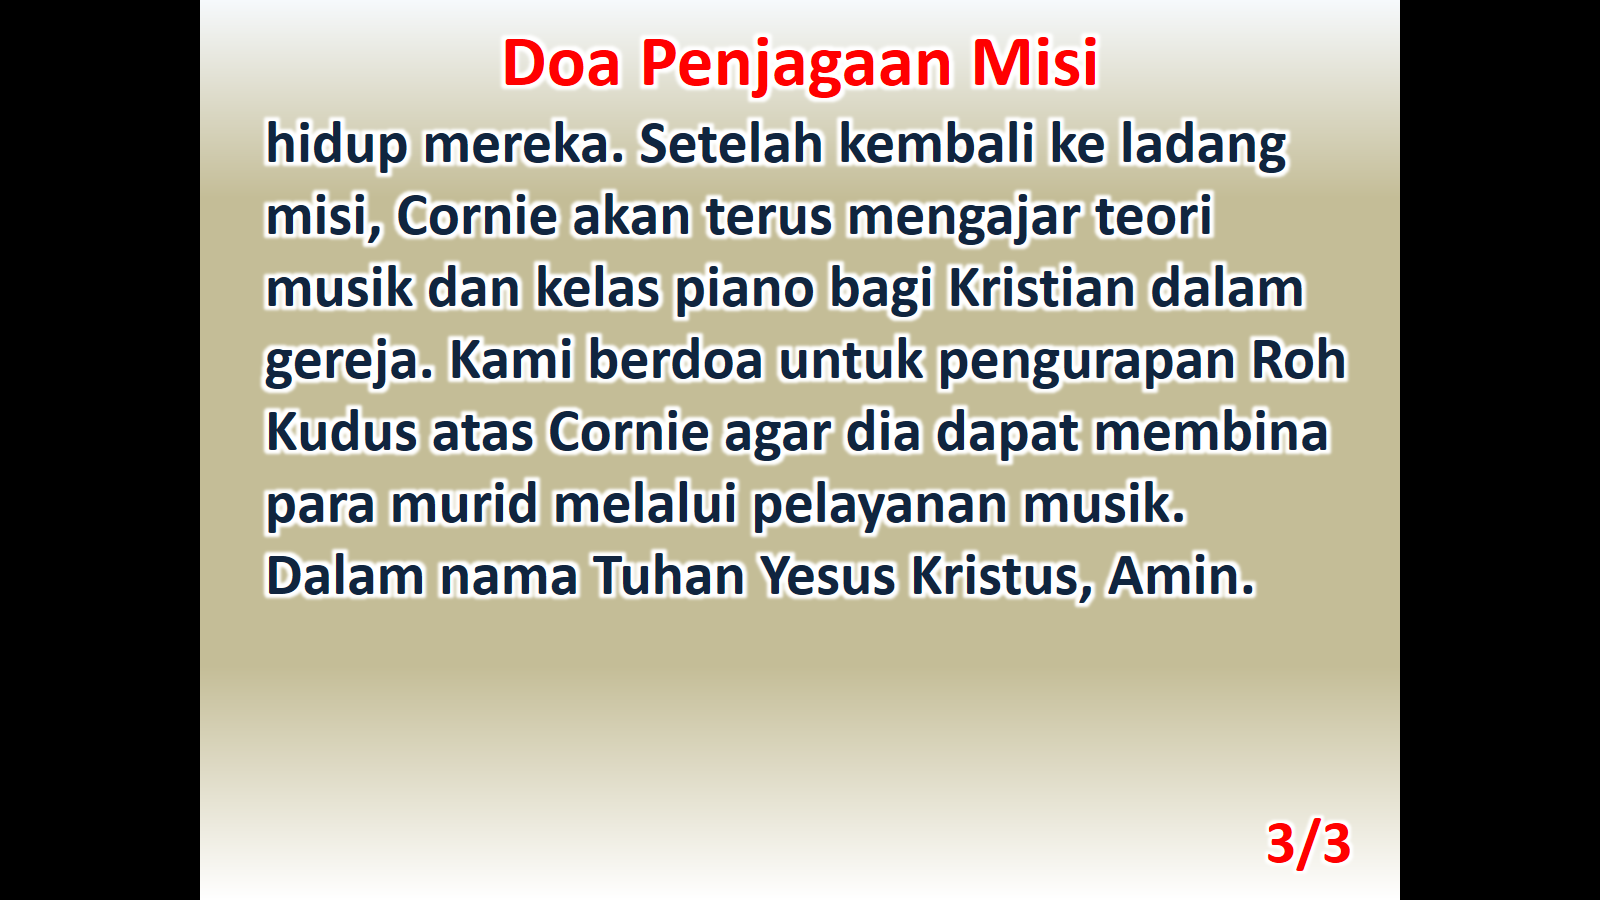 Doa Penjagaan Misi
hidup mereka. Setelah kembali ke ladang
misi, Cornie akan terus mengajar teori
musik dan kelas piano bagi Kristian dalam
gereja. Kami berdoa untuk pengurapan Roh
Kudus atas Cornie agar dia dapat membina
para murid melalui pelayanan musik.
Dalam nama Tuhan Yesus Kristus, Amin.
3/3